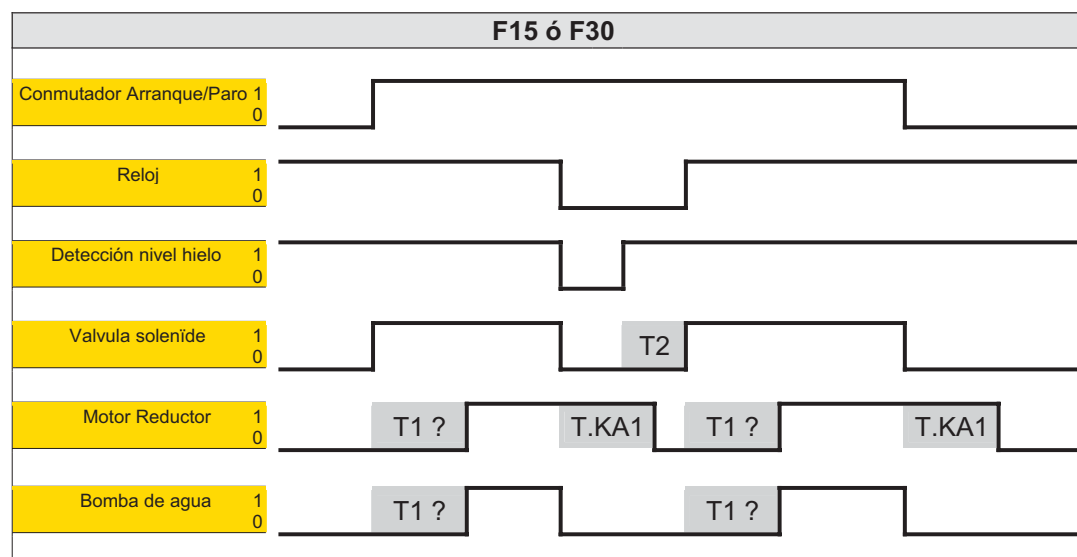 F15 ó F30
Conmutador Arranque/Paro 1
0
Reloj 1
0
Detección nivel hielo 1
0
Valvula solenïde 1
0
T2
Motor Reductor 1
0
T1 ? T.KA1 T1 ? T.KA1
Bomba de agua 1
0
T1 ? T1 ?